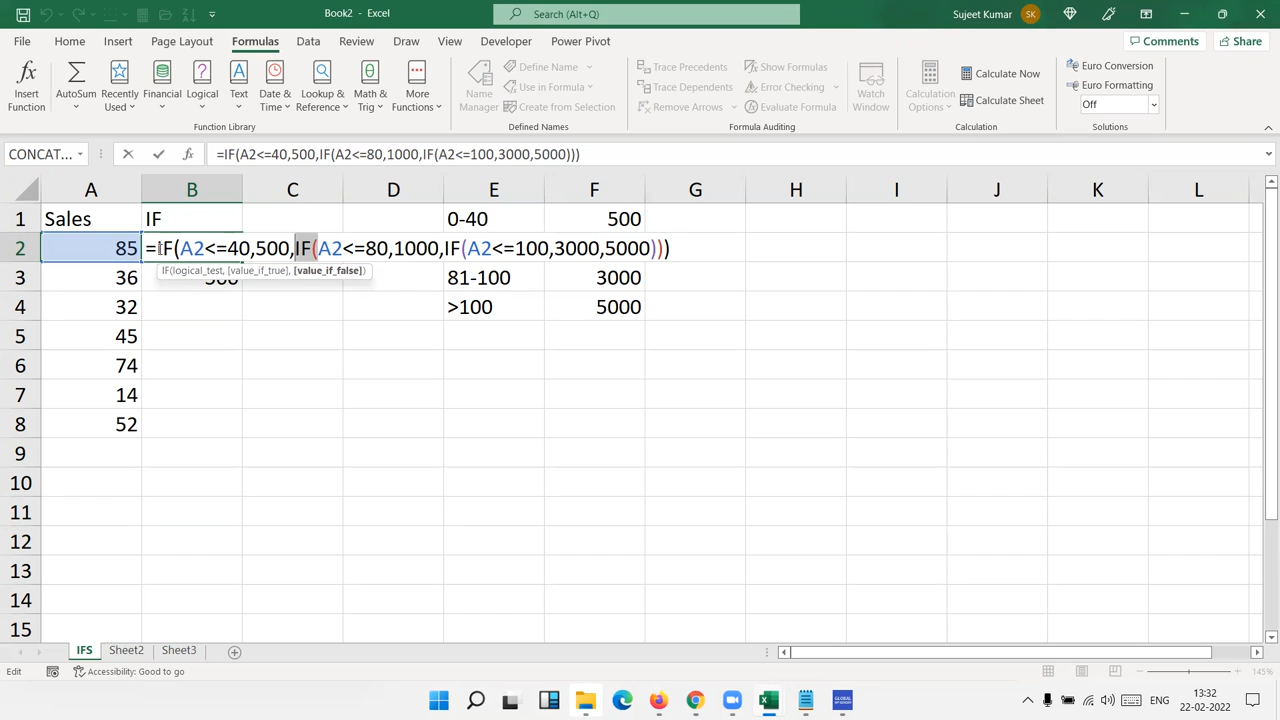 Book2 - Excel
Search (Alt+Q)
Sujeet Kumar
SK
File Home Insert Page Layout Formulas Data Review View Draw Developer Power Pivot
Comments
Share
Insert Function
AutoSum
Recently Used
Financial
Logical
Text
Date & Time
Lookup & Reference
Math & Trig
More Functions
Function Library
Name Manager
Define Name
Use in Formula
Create from Selection
Defined Names
Trace Precedents
Trace Dependents
Remove Arrows
Show Formulas
Error Checking
Evaluate Formula
Formula Auditing
Watch Window
Calculation Options
Calculate Now
Calculate Sheet
Calculation
Euro Conversion
Euro Formatting
Off
Solutions
CONCAT...
fx
=IF(A2<=40,500,IF(A2<=80,1000,IF(A2<=100,3000,5000)))
A B C D E F G H I J K L
1 Sales IF 0-40 500
2 85 =IF(A2<=40,500,IF(A2<=80,1000,IF(A2<=100,3000,5000)))
IF(logical_test, [value_if_true], [value_if_false])
3 36 81-100 3000
4 32 >100 5000
5 45
6 74
7 14
8 52
9
10
11
12
13
14
15
IFS Sheet2 Sheet3
Edit
Accessibility: Good to go
145%
ENG
13:32
22-02-2022